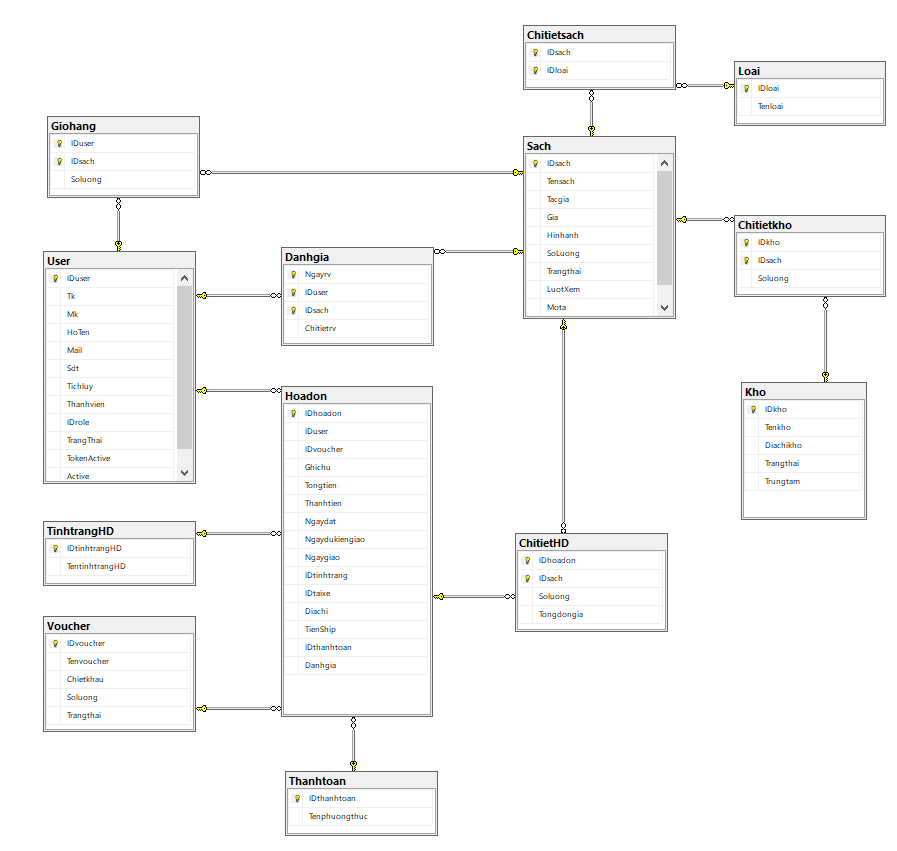 Chitietsach
IDsach
IDloai
Loai
IDloai
Tenloai
Giohang
IDuser
IDsach
Soluong
Sach
IDsach
Tensach
Tacgia
Gia
Hinhanh
SoLuong
Trangthai
LuotXem
Mota
Chitietkho
IDkho
IDsach
Soluong
User
IDuser
Tk
Mk
HoTen
Mail
Sdt
Tichluy
Thanhvien
IDrole
TrangThai
TokenActive
Active
Danhgia
Ngayrv
IDuser
IDsach
Chitietrv
Hoadon
IDhoadon
IDuser
IDvoucher
Ghichu
Tongtien
Thanhtien
Ngaydat
Ngaydukiengiao
Ngaygiao
IDtinhtrang
IDtaixe
Diachi
TienShip
IDthanhtoan
Danhgia
Kho
IDkho
Tenkho
Diachikho
Trangthai
Trungtam
TinhtrangHD
IDtinhtrangHD
TentinhtrangHD
ChitietHD
IDhoadon
IDsach
Soluong
Tongdongia
Voucher
IDvoucher
Tenvoucher
Chietkhau
Soluong
Trangthai
Thanhtoan
IDthanhtoan
Tenphuongthuc